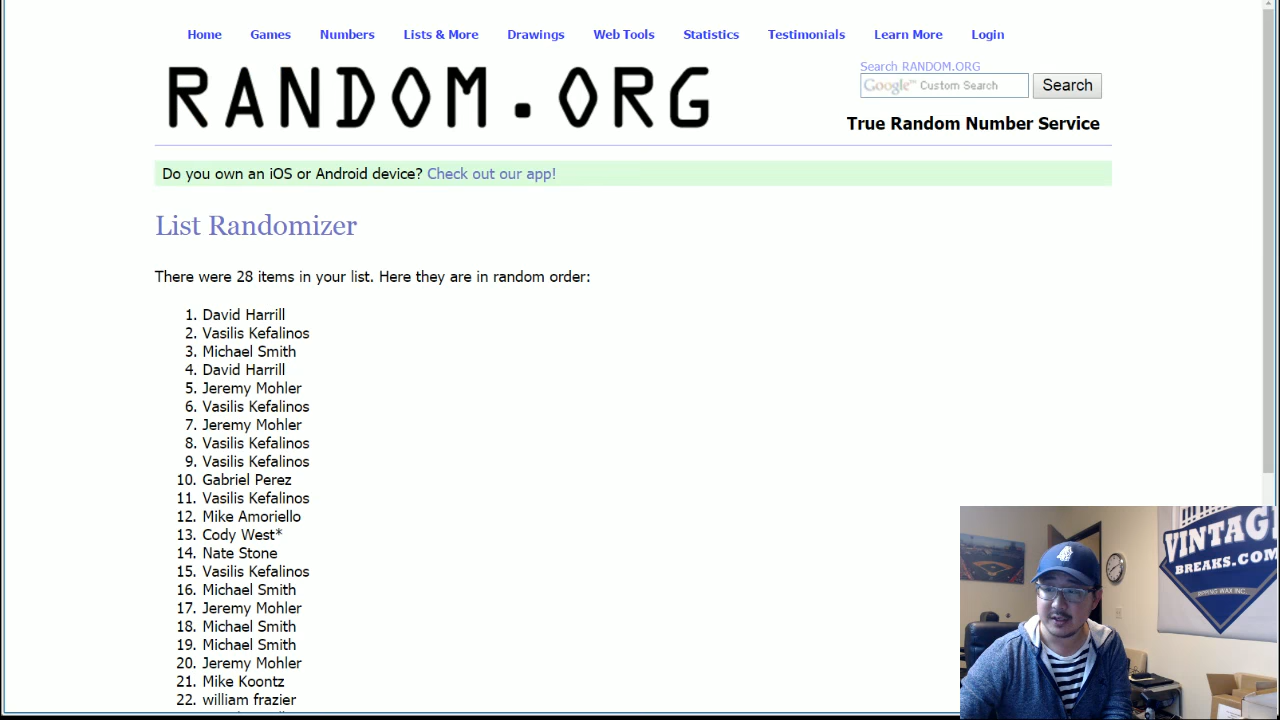 Home Games Numbers Lists & More Drawings Web Tools Statistics Testimonials Learn More Login
RANDOM.ORG
Search RANDOM.ORG
Google™ Custom Search Search
True Random Number Service
Do you own an iOS or Android device? Check out our app!
List Randomizer
There were 28 items in your list. Here they are in random order:
1. David Harrill
2. Vasilis Kefalinos
3. Michael Smith
4. David Harrill
5. Jeremy Mohler
6. Vasilis Kefalinos
7. Jeremy Mohler
8. Vasilis Kefalinos
9. Vasilis Kefalinos
10. Gabriel Perez
11. Vasilis Kefalinos
12. Mike Amoriello
13. Cody West*
14. Nate Stone
15. Vasilis Kefalinos
16. Michael Smith
17. Jeremy Mohler
18. Michael Smith
19. Michael Smith
20. Jeremy Mohler
21. Mike Koontz
22. william frazier
VINTAG
BREAKS.COM